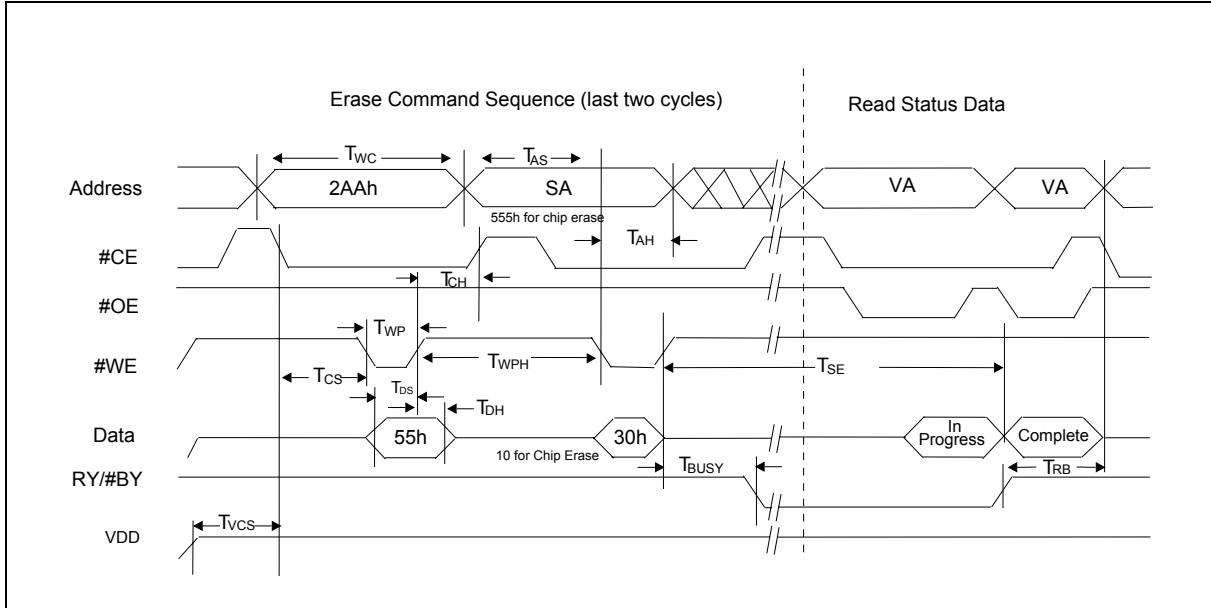 Erase Command Sequence (last two cycles)
Read Status Data
TWC
TAS
Address
2AAh
SA
VA
VA
555h for chip erase
TAH
#CE
TCH
#OE
TWP
#WE
TWPH
TSE
TCS
TDS
TDH
Data
55h
30h
In
Progress
Complete
10 for Chip Erase
TBUSY
TRB
RY/#BY
TVCS
VDD